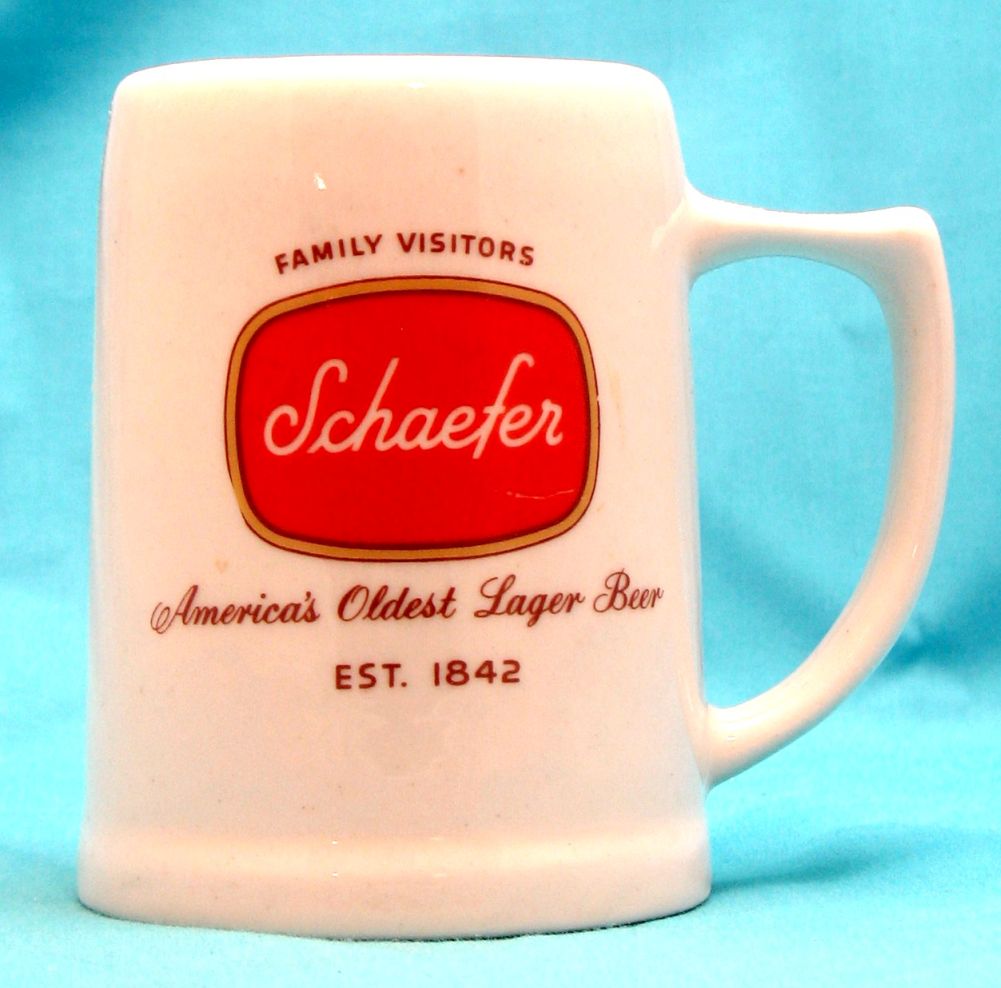 FAMILY VISITORS
Schaefer
America's Oldest Lager Beer
EST. 1842